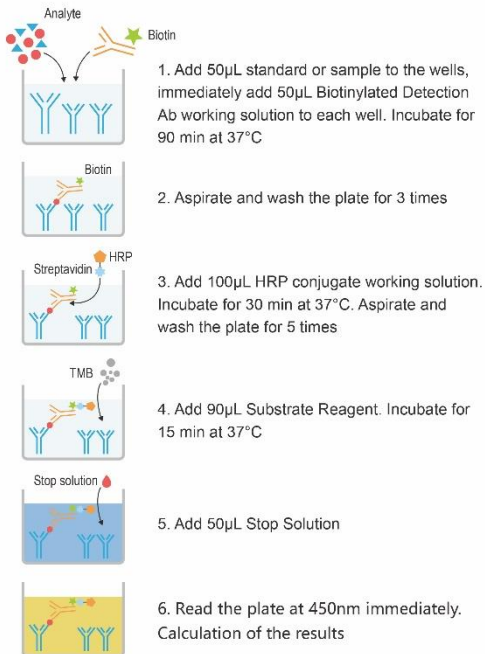 Analyte
Biotin
1. Add 50μL standard or sample to the wells,
immediately add 50μL Biotinylated Detection
Ab working solution to each well. Incubate for
90 min at 37°C
Biotin
2. Aspirate and wash the plate for 3 times
HRP
Streptavidin
3. Add 100μL HRP conjugate working solution.
Incubate for 30 min at 37°C. Aspirate and
wash the plate for 5 times
TMB
4. Add 90μL Substrate Reagent. Incubate for
15 min at 37°C
Stop solution
5. Add 50μL Stop Solution
6. Read the plate at 450nm immediately.
Calculation of the results